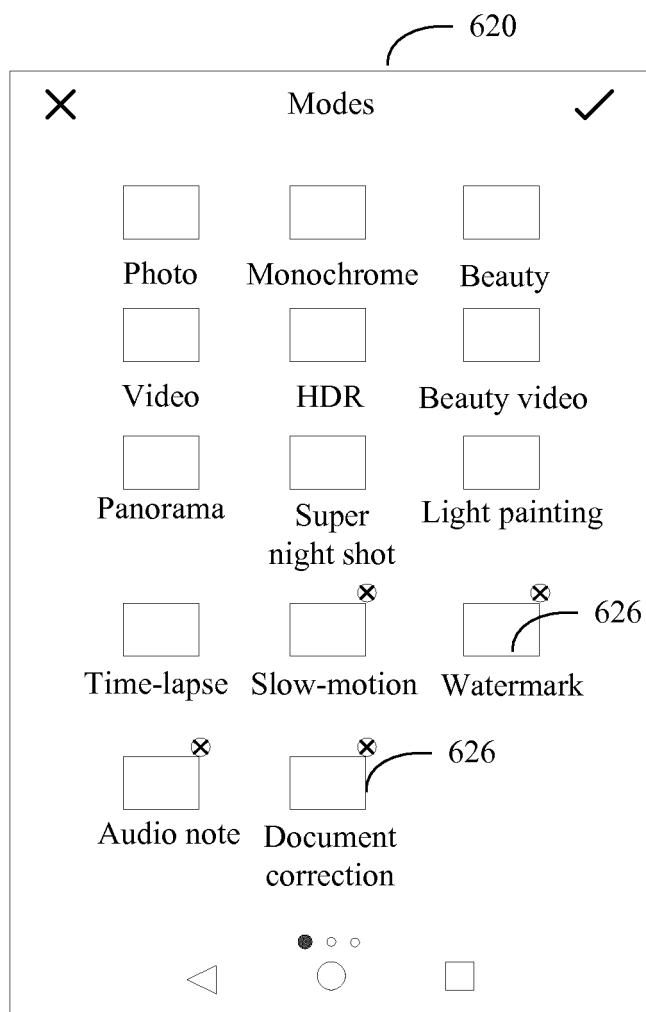 620
Modes
Photo Monochrome Beauty
Video HDR Beauty video
Panorama Super Light painting
night shot
626
Time-lapse Slow-motion Watermark
626
Audio note Document
correction